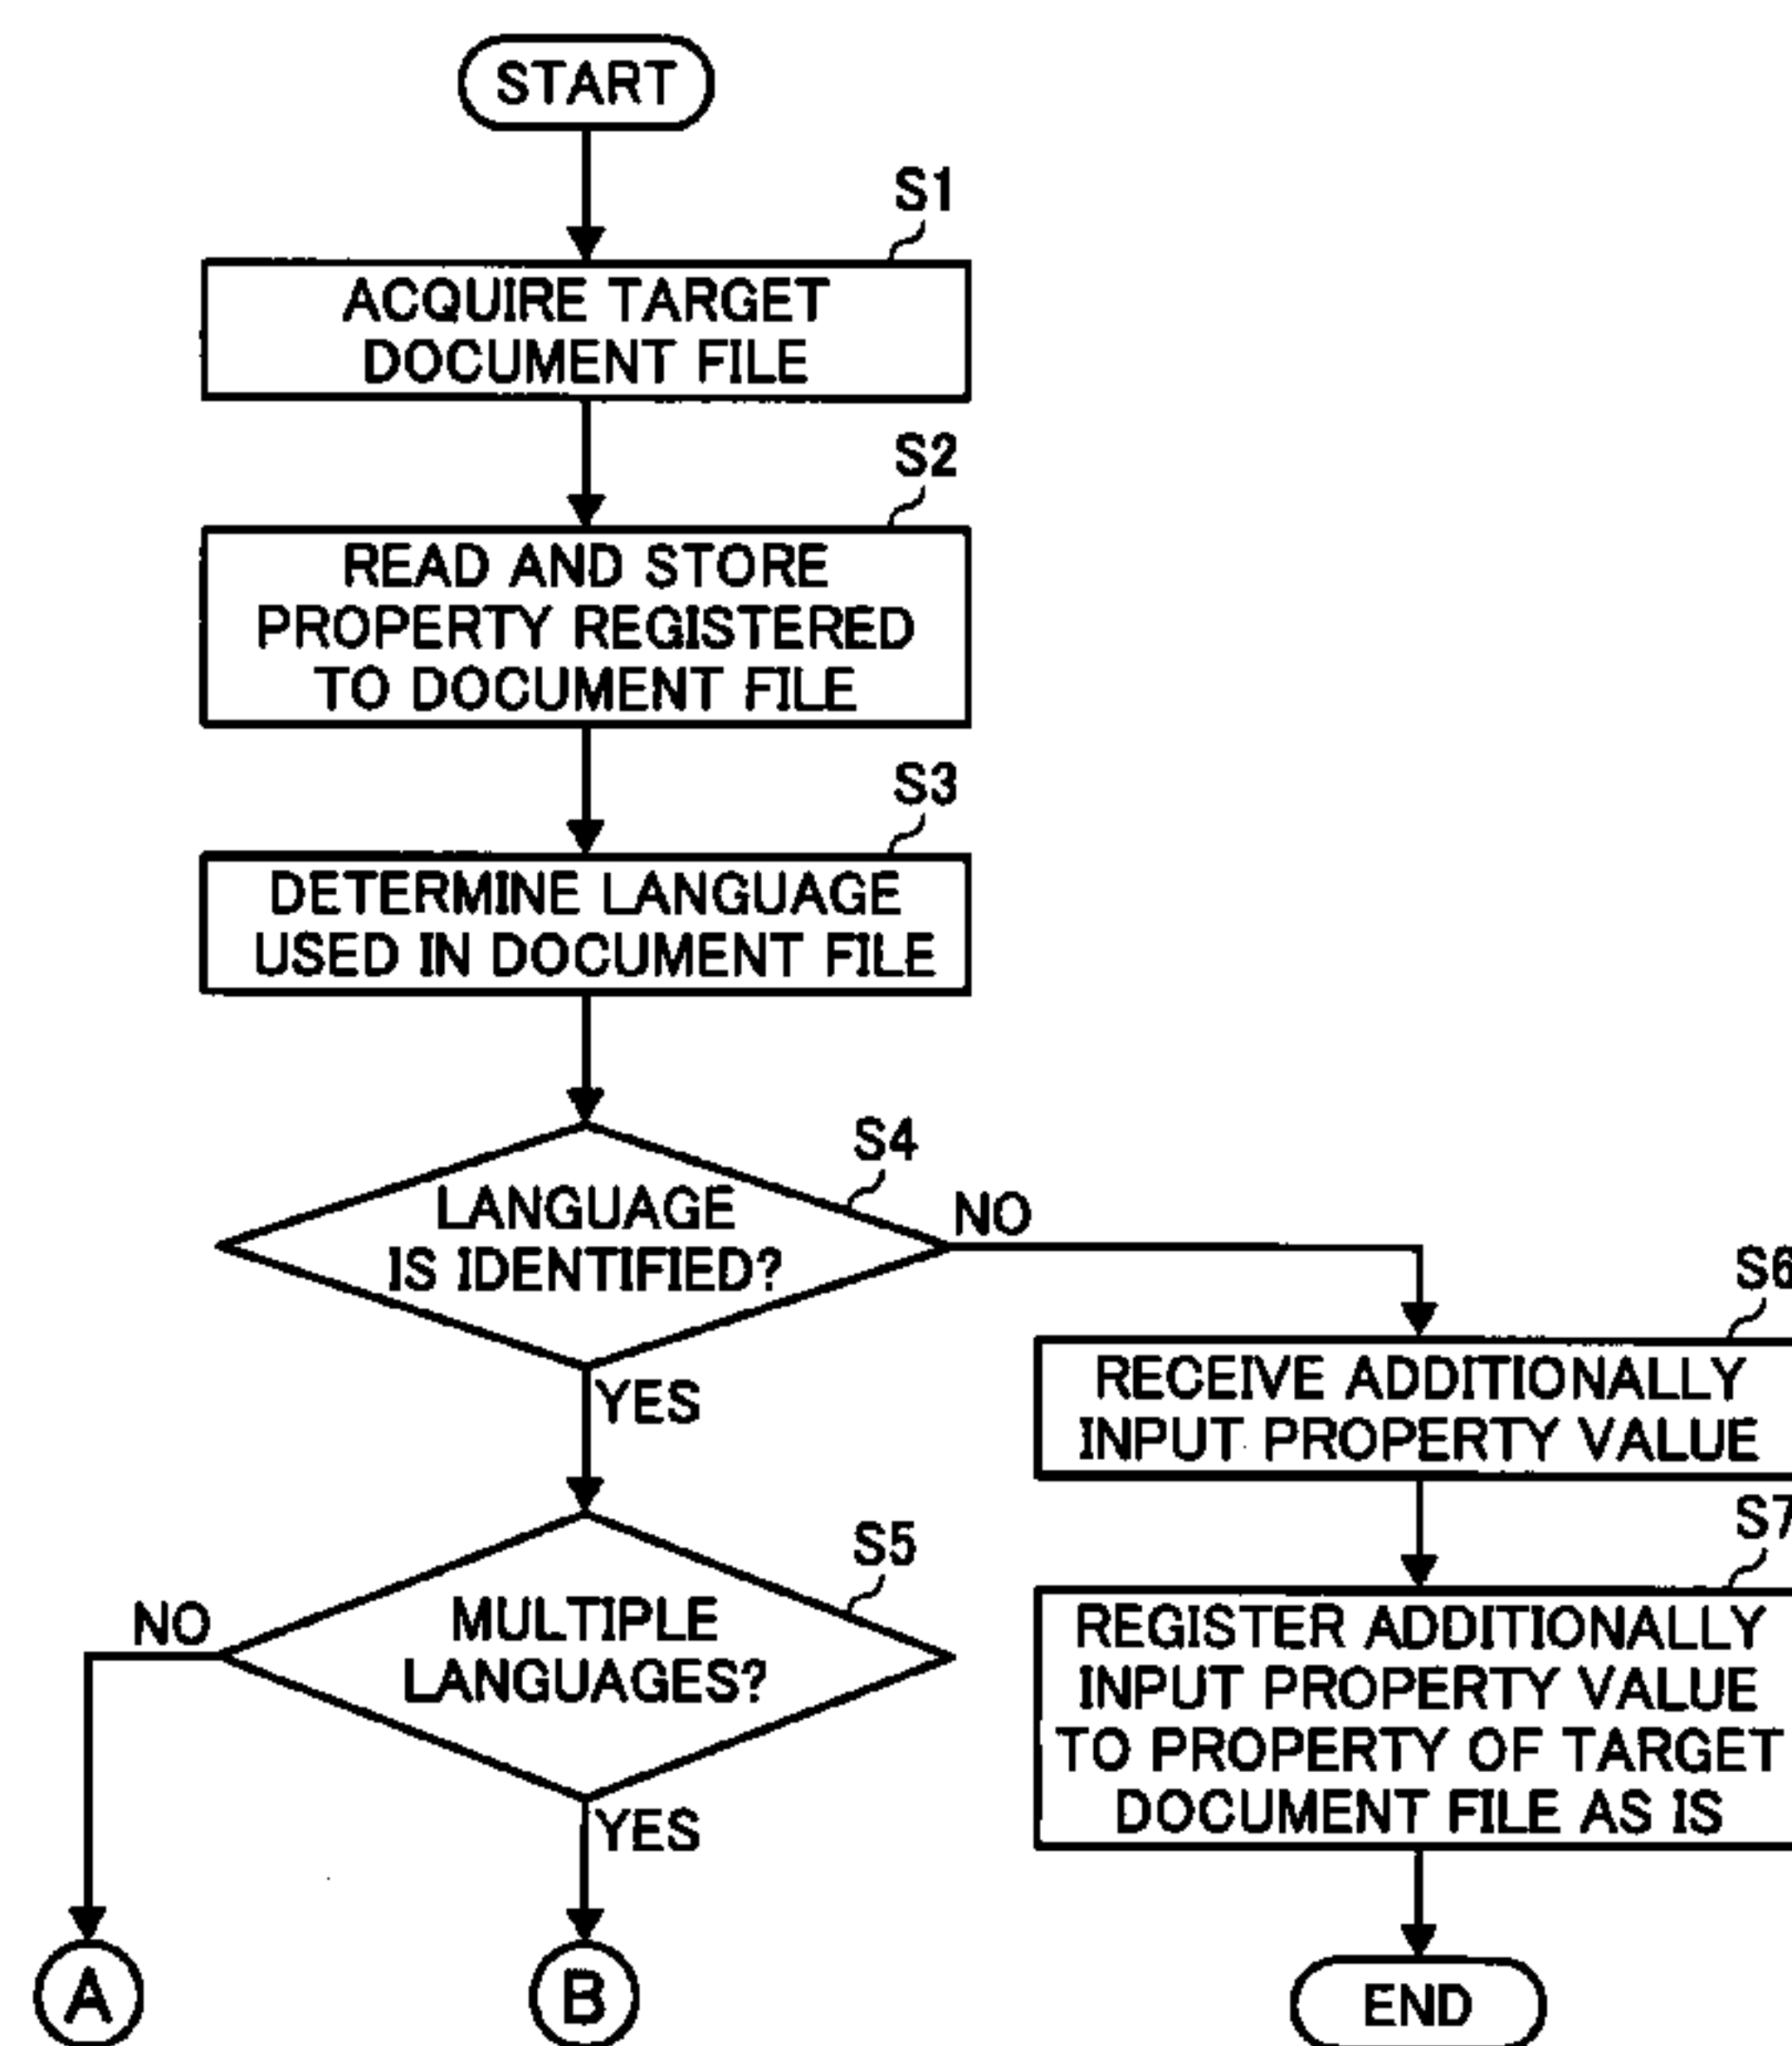 START
S1
ACQUIRE TARGET
DOCUMENT FILE
S2
READ AND STORE
PROPERTY REGISTERED
TO DOCUMENT FILE
S3
DETERMINE LANGUAGE
USED IN DOCUMENT FILE
S4
LANGUAGE
IS IDENTIFIED?
NO
YES
S6
RECEIVE ADDITIONALLY
INPUT PROPERTY VALUE
S5
MULTIPLE
LANGUAGES?
NO
YES
S7
REGISTER ADDITIONALLY
INPUT PROPERTY VALUE
TO PROPERTY OF TARGET
DOCUMENT FILE AS IS
A
B
END